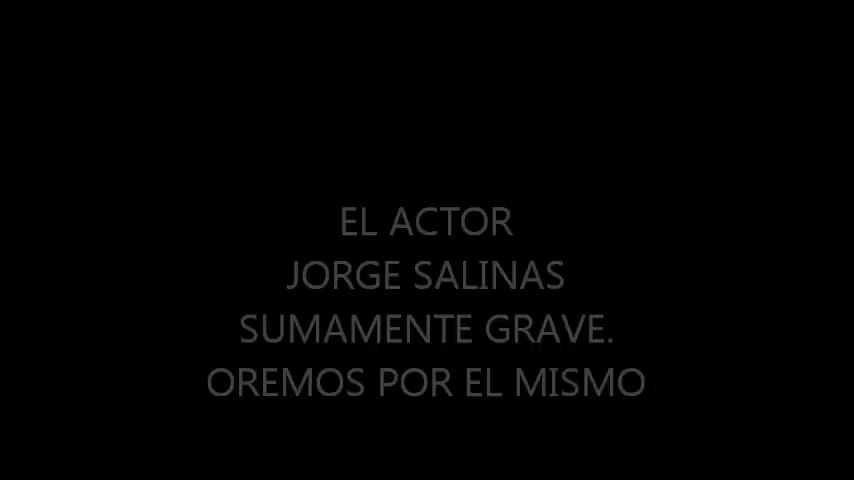 EL ACTOR
JORGE SALINAS
SUMAMENTE GRAVE.
OREMOS POR EL MISMO